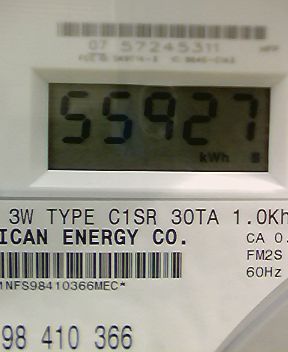 07 57245311
55927
kWh
3W TYPE C1SR 30TA 1.0Kh
ICAN ENERGY CO.
CA 0.
FM2S
60Hz
1NFS98410366MEC*
98 410 366